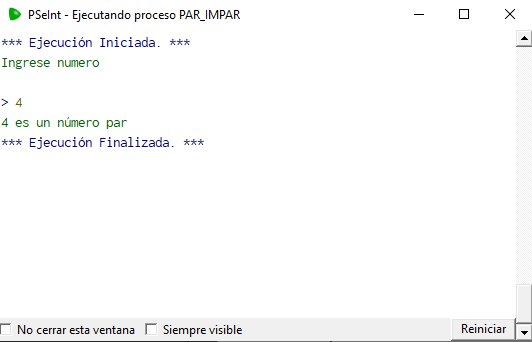 PSeInt - Ejecutando proceso PAR_IMPAR
*** Ejecución Iniciada. ***
Ingrese numero
> 4
4 es un número par
*** Ejecución Finalizada. ***
No cerrar esta ventana Siempre visible Reiniciar